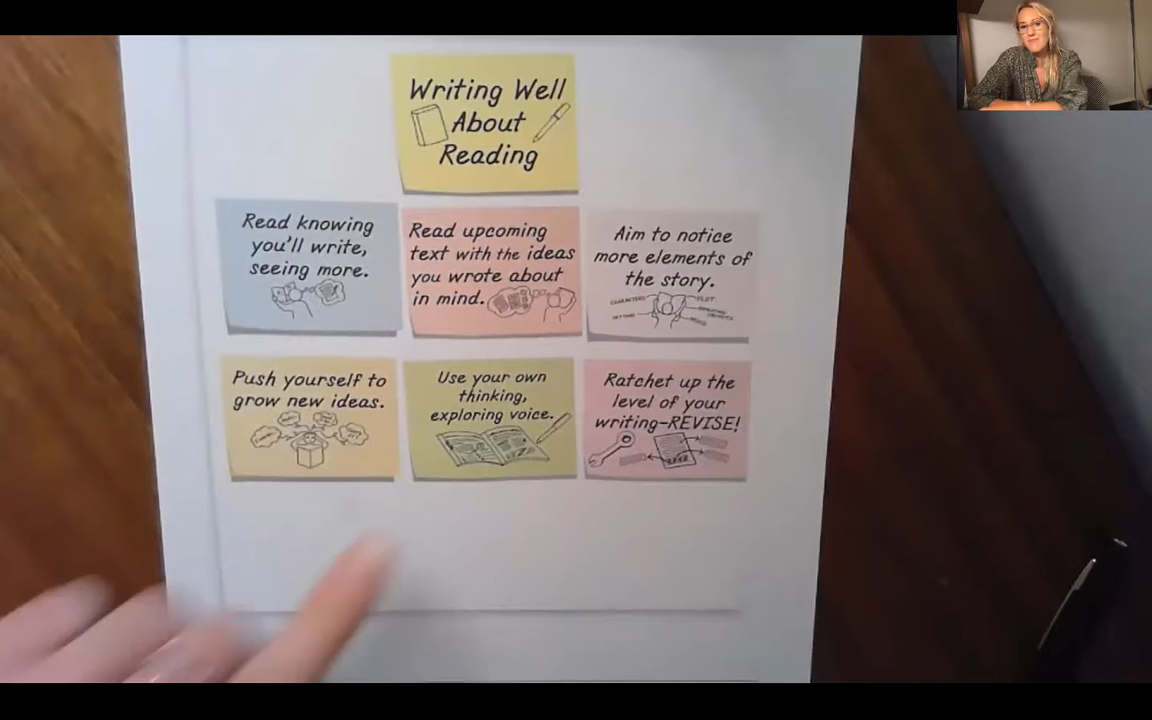 Writing Well
About
Reading
Read knowing
you'll write,
seeing more.
Read upcoming
text with the ideas
you wrote about
in mind.
Aim to notice
more elements of
the story.
Push yourself to
grow new ideas.
Use your own
thinking,
exploring voice.
Ratchet up the
level of your
writing-REVISE!